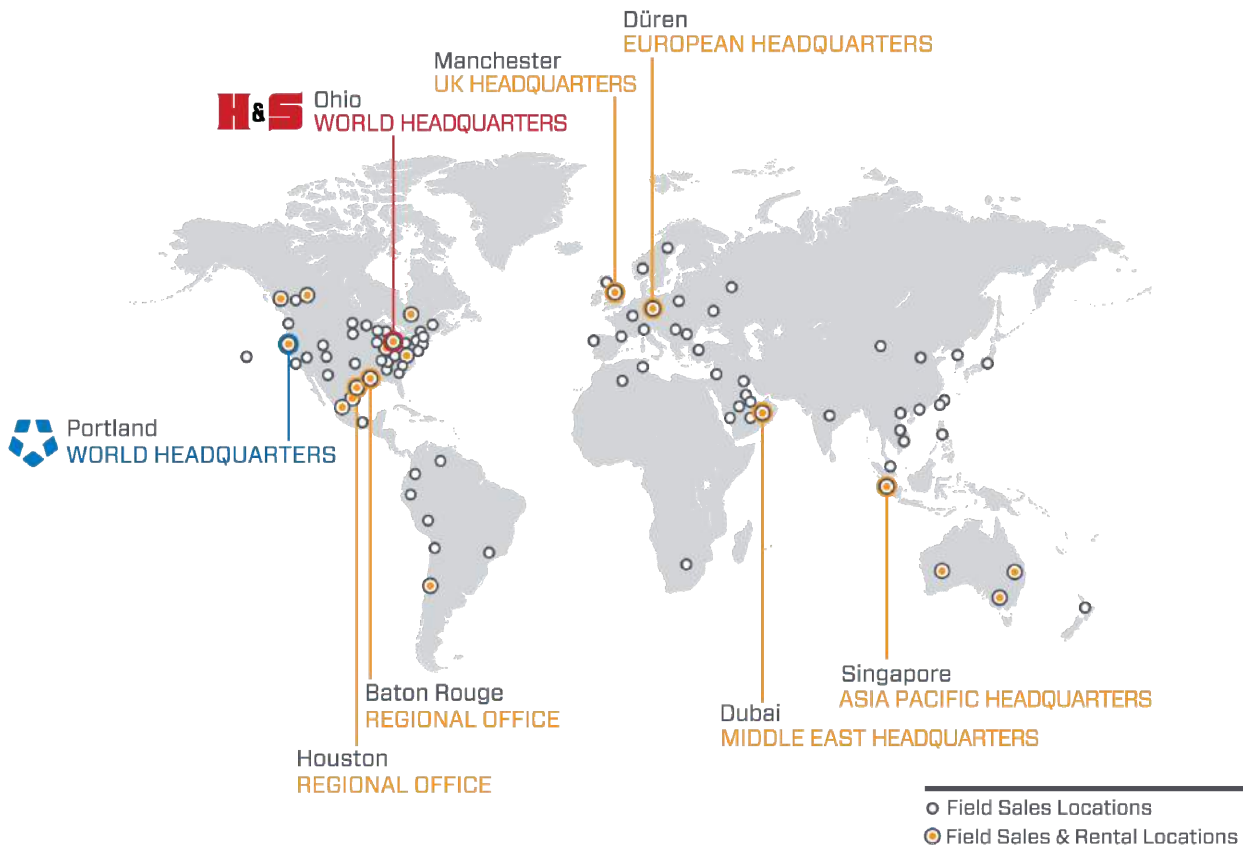 Düren
EUROPEAN HEADQUARTERS
Manchester
UK HEADQUARTERS
H&S
Ohio
WORLD HEADQUARTERS
Portland
WORLD HEADQUARTERS
Baton Rouge
REGIONAL OFFICE
Houston
REGIONAL OFFICE
Singapore
ASIA PACIFIC HEADQUARTERS
Dubai
MIDDLE EAST HEADQUARTERS
Field Sales Locations
Field Sales & Rental Locations